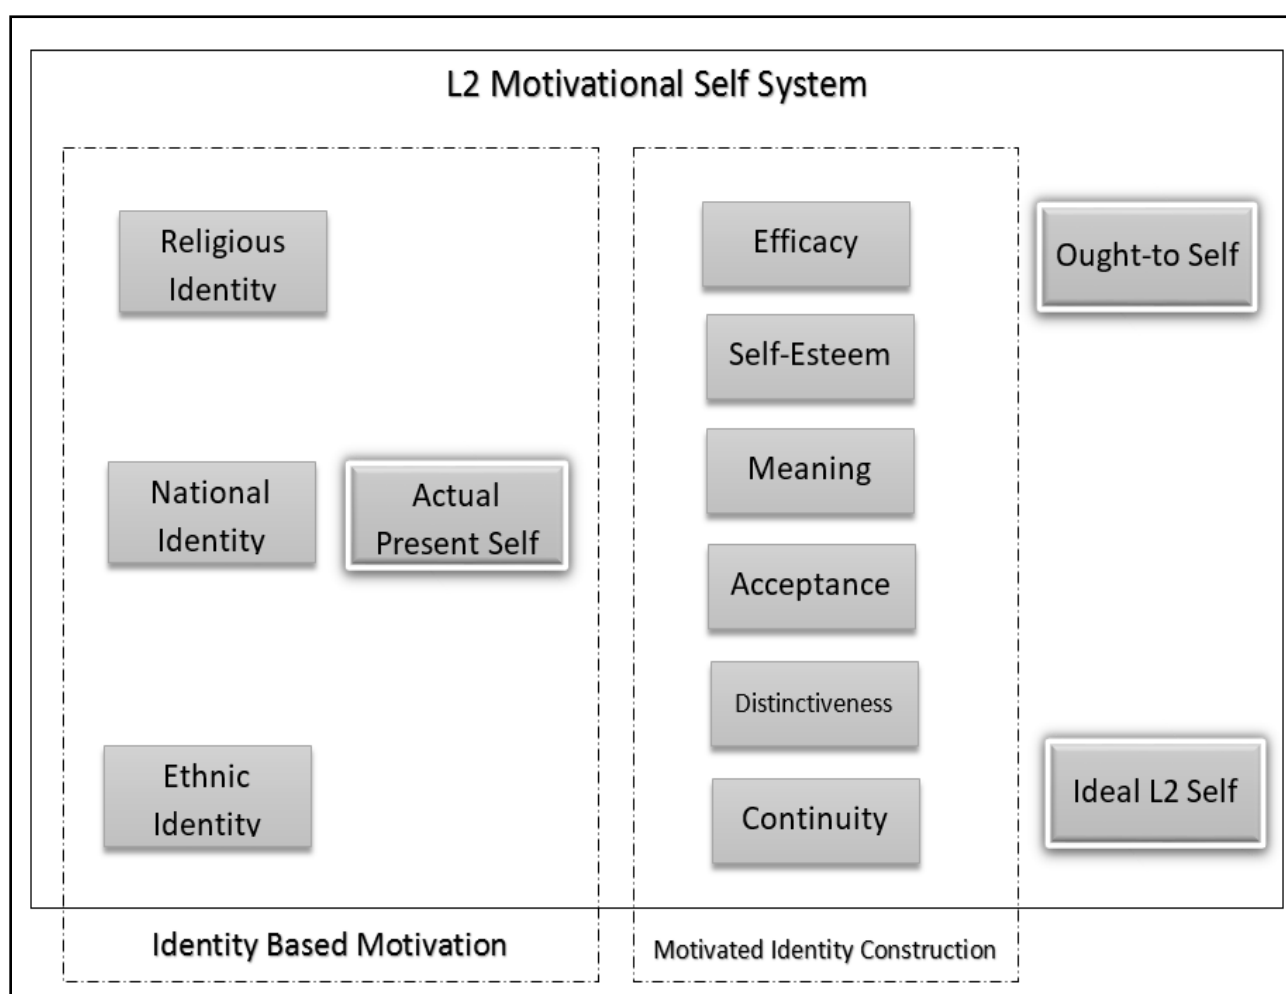 L2 Motivational Self System
Religious
Identity
National
Identity
Actual
Present Self
Ethnic
Identity
Efficacy
Self-Esteem
Meaning
Acceptance
Distinctiveness
Continuity
Ought-to Self
Ideal L2 Self
Identity Based Motivation
Motivated Identity Construction